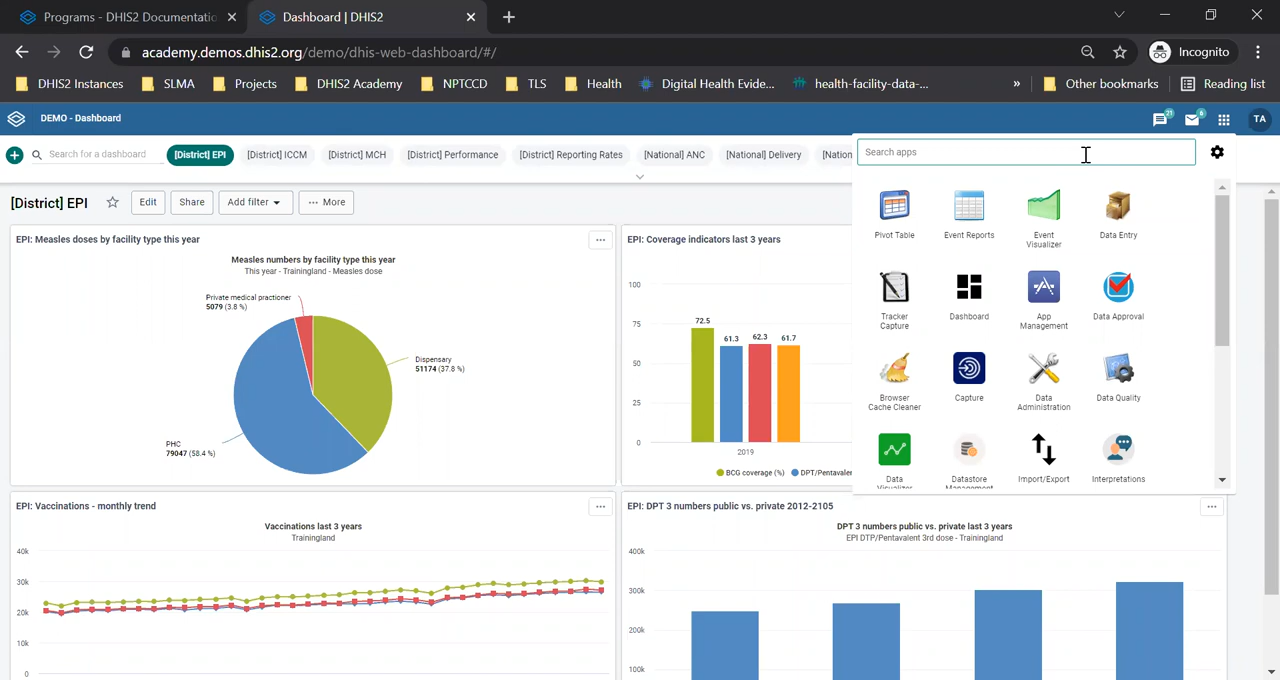 Programs - DHIS2 Documentatio
Dashboard | DHIS2
academy.demos.dhis2.org/demo/dhis-web-dashboard/#/
Incognito
DHIS2 Instances
SLMA
Projects
DHIS2 Academy
NPTCCD
TLS
Health
Digital Health Evide...
health-facility-data-...
»
Other bookmarks
Reading list
DEMO - Dashboard
21
6
TA
Search for a dashboard
[District] EPI
[District] ICCM
[District] MCH
[District] Performance
[District] Reporting Rates
[National] ANC
[National] Delivery
[Nation
Search apps
[District] EPI
Edit
Share
Add filter
More
Pivot Table
Event Reports
Event
Visualizer
Data Entry
Tracker
Capture
Dashboard
App
Management
Data Approval
Browser
Cache Cleaner
Capture
Data
Administration
Data Quality
Data
Visualizer
Datastore
Management
Import/Export
Interpretations
EPI: Measles doses by facility type this year
Measles numbers by facility type this year
This year - Trainingland - Measles dose
Private medical practioner
5079 (3.8 %)
Dispensary
51174 (37.8 %)
PHC
79047 (58.4 %)
EPI: Coverage indicators last 3 years
100
75
50
25
0
72.5
61.3
62.3
61.7
2019
BCG coverage (%)
DPT/Pentavalen
EPI: Vaccinations - monthly trend
Vaccinations last 3 years
Trainingland
40k
30k
20k
10k
0
EPI: DPT 3 numbers public vs. private 2012-2105
DPT 3 numbers public vs. private last 3 years
EPI DTP/Pentavalent 3rd dose - Trainingland
400k
300k
200k
100k